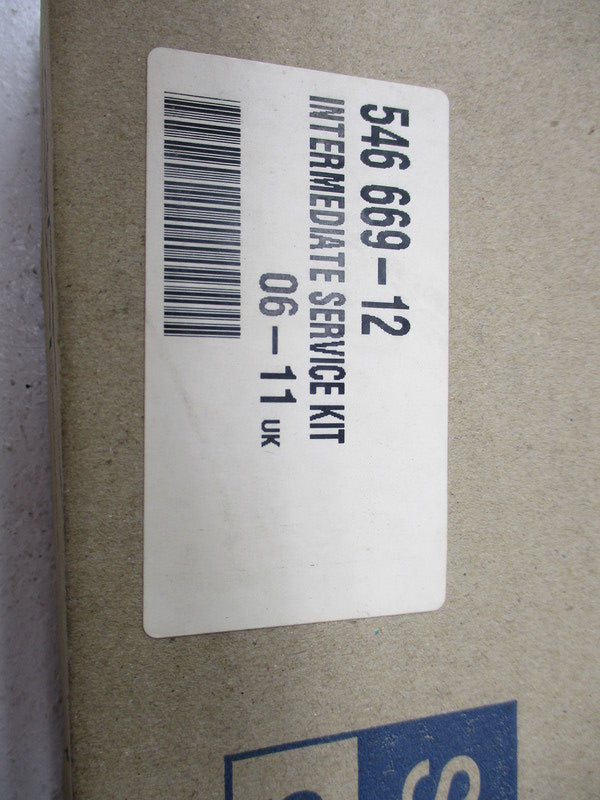 546 669-12
INTERMEDIATE SERVICE KIT
06-11 UK